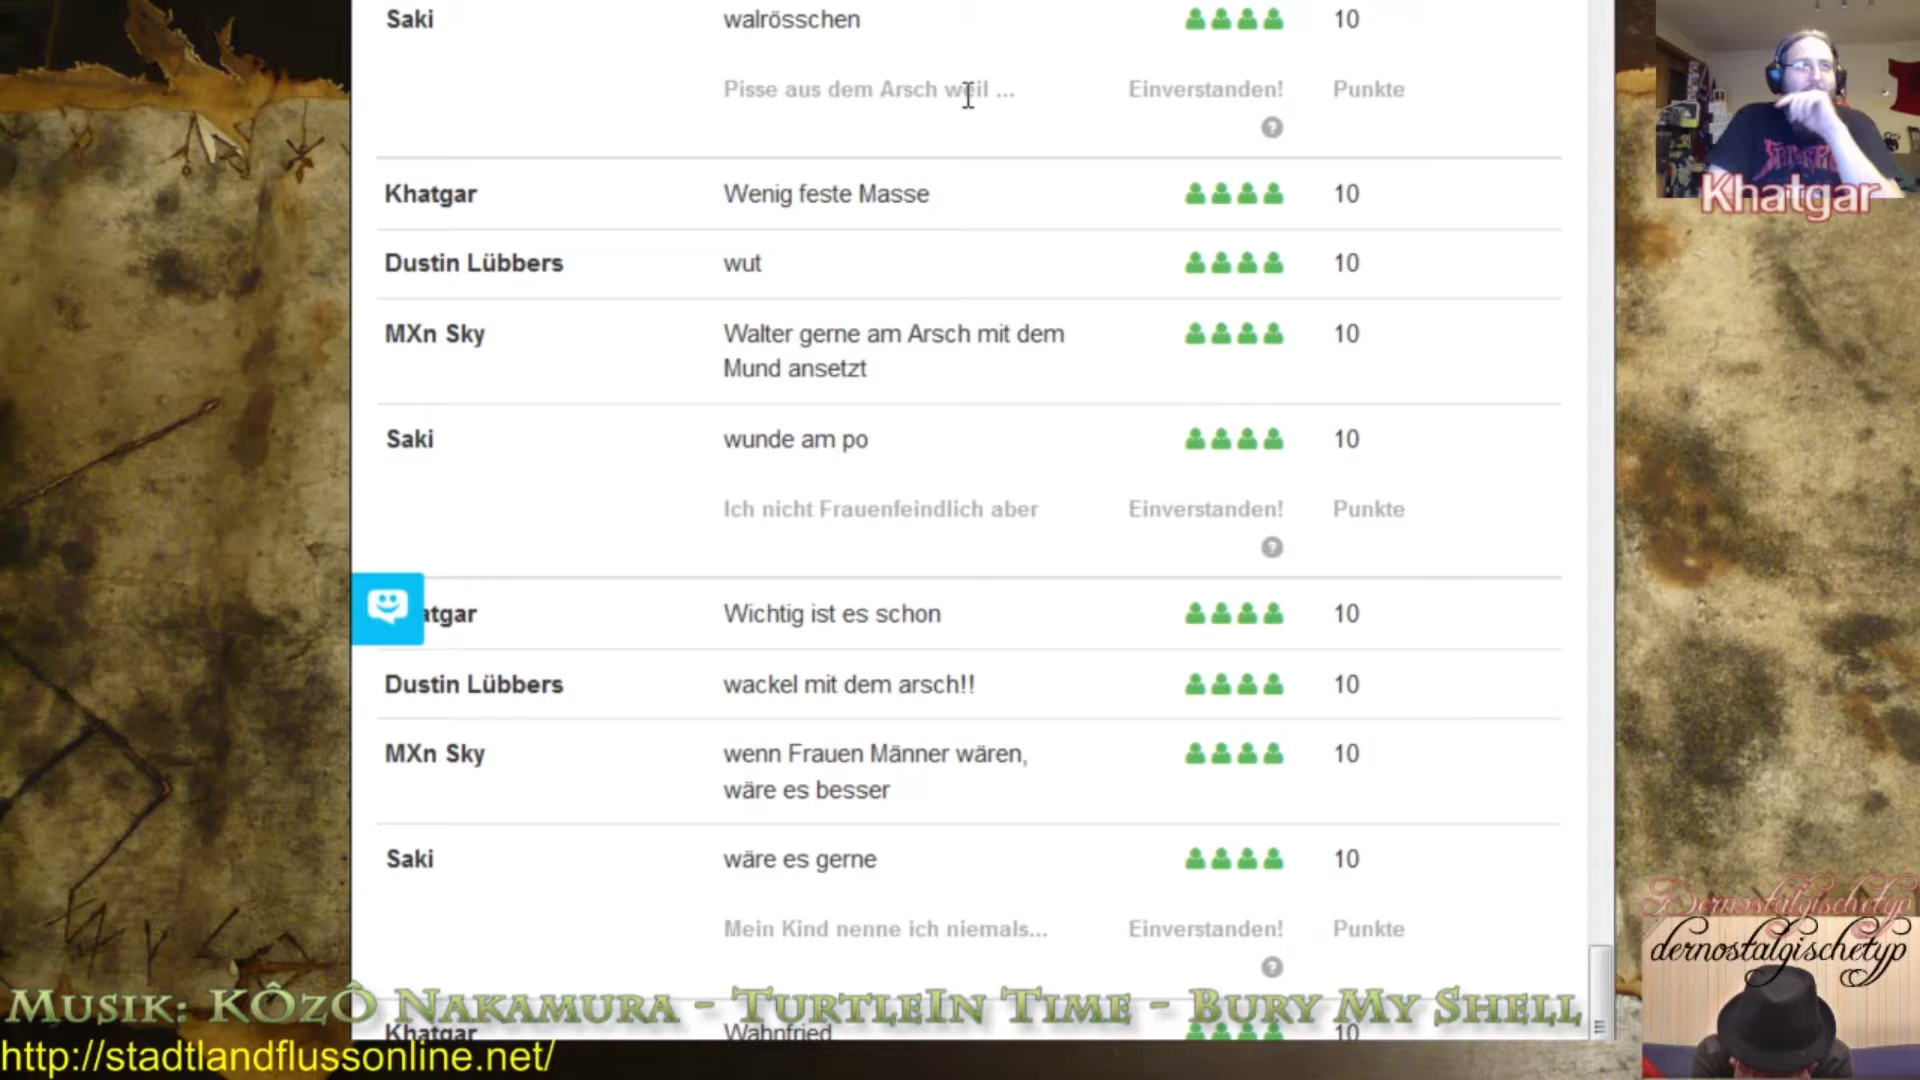 Saki walrösschen 10
Pisse aus dem Arsch weil ... Einverstanden! Punkte
?
Khatgar Wenig feste Masse 10
Khatgar
Dustin Lübbers wut 10
MXn Sky Walter gerne am Arsch mit dem 10
Mund ansetzt
Saki wunde am po 10
Ich nicht Frauenfeindlich aber Einverstanden! Punkte
?
atgar Wichtig ist es schon 10
Dustin Lübbers wackel mit dem arsch!! 10
MXn Sky wenn Frauen Männer wären, 10
wäre es besser
Saki wäre es gerne 10
Dernostalgischetyp
Mein Kind nenne ich niemals... Einverstanden! Punkte
dernostalgischetyp
?
Musik: KÔzÔ Nakamura - TurtleIn Time - Bury My Shell
Khatgar Wahnfried 10
http://stadtlandflussonline.net/